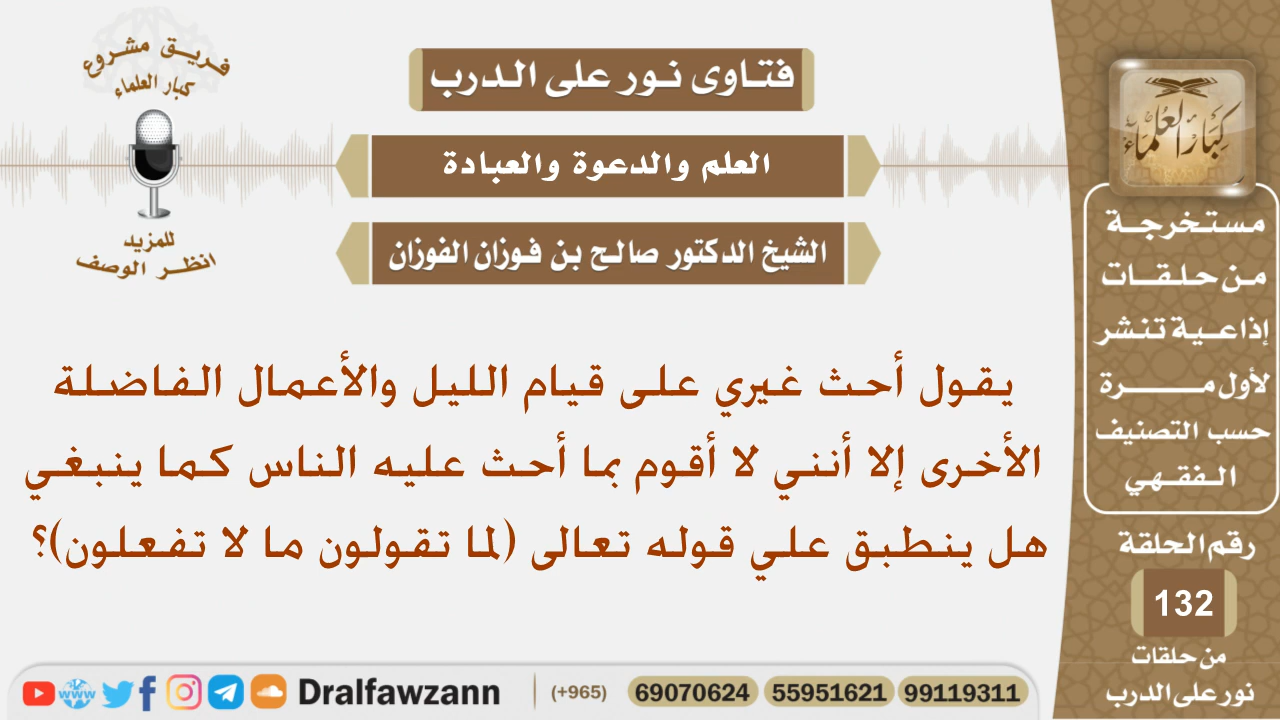 فريق مشروع
كبار العلماء
للمزيد
انظر الوصف
فتاوى نور على الدرب
العلم والدعوة والعبادة
الشيخ الدكتور صالح بن فوزان الفوزان
يقول أحث غيري على قيام الليل والأعمال الفاضلة
الأخرى إلا أنني لا أقوم بما أحث عليه الناس كما ينبغي
هل ينطبق علي قوله تعالى (لما تقولون ما لا تفعلون)؟
كبار العلماء
مستخرجة
من حلقات
إذاعية تنشر
لأول مرة
حسب التصنيف
الفقهي
رقم الحلقة
132
من حلقات
نور على الدرب
www
Dralfawzann
(+965)
69070624
55951621
99119311